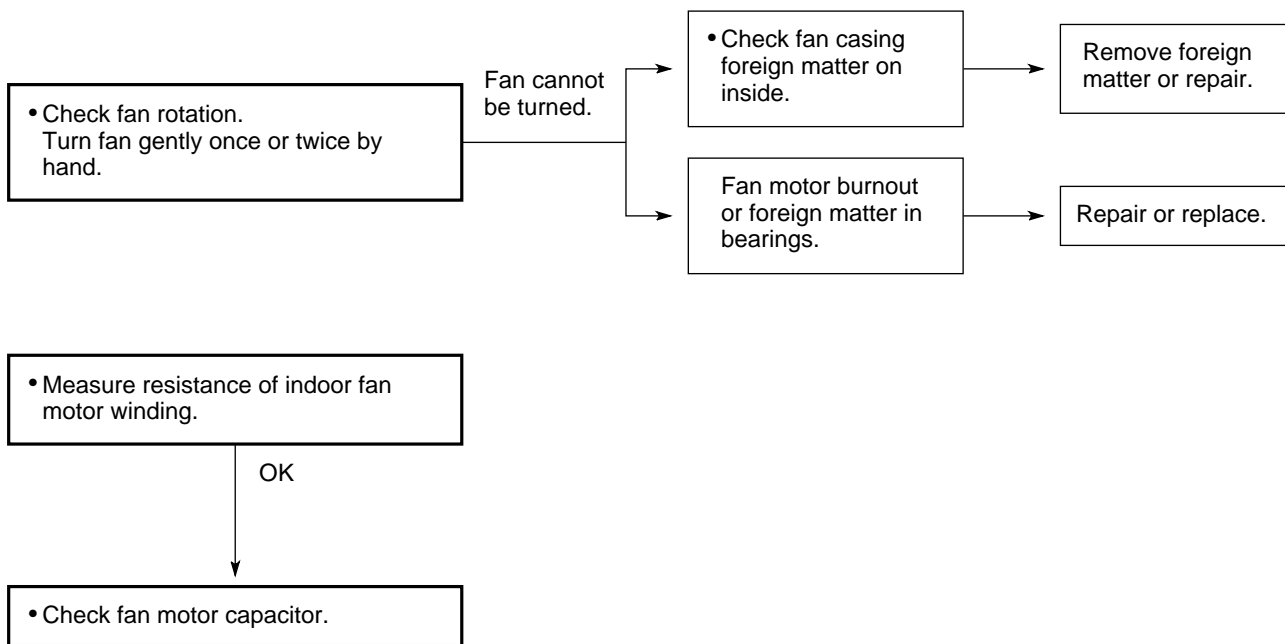 • Check fan rotation.
Turn fan gently once or twice by
hand.
Fan cannot
be turned.
• Check fan casing
foreign matter on
inside.
Remove foreign
matter or repair.
Fan motor burnout
or foreign matter in
bearings.
Repair or replace.
• Measure resistance of indoor fan
motor winding.
OK
• Check fan motor capacitor.